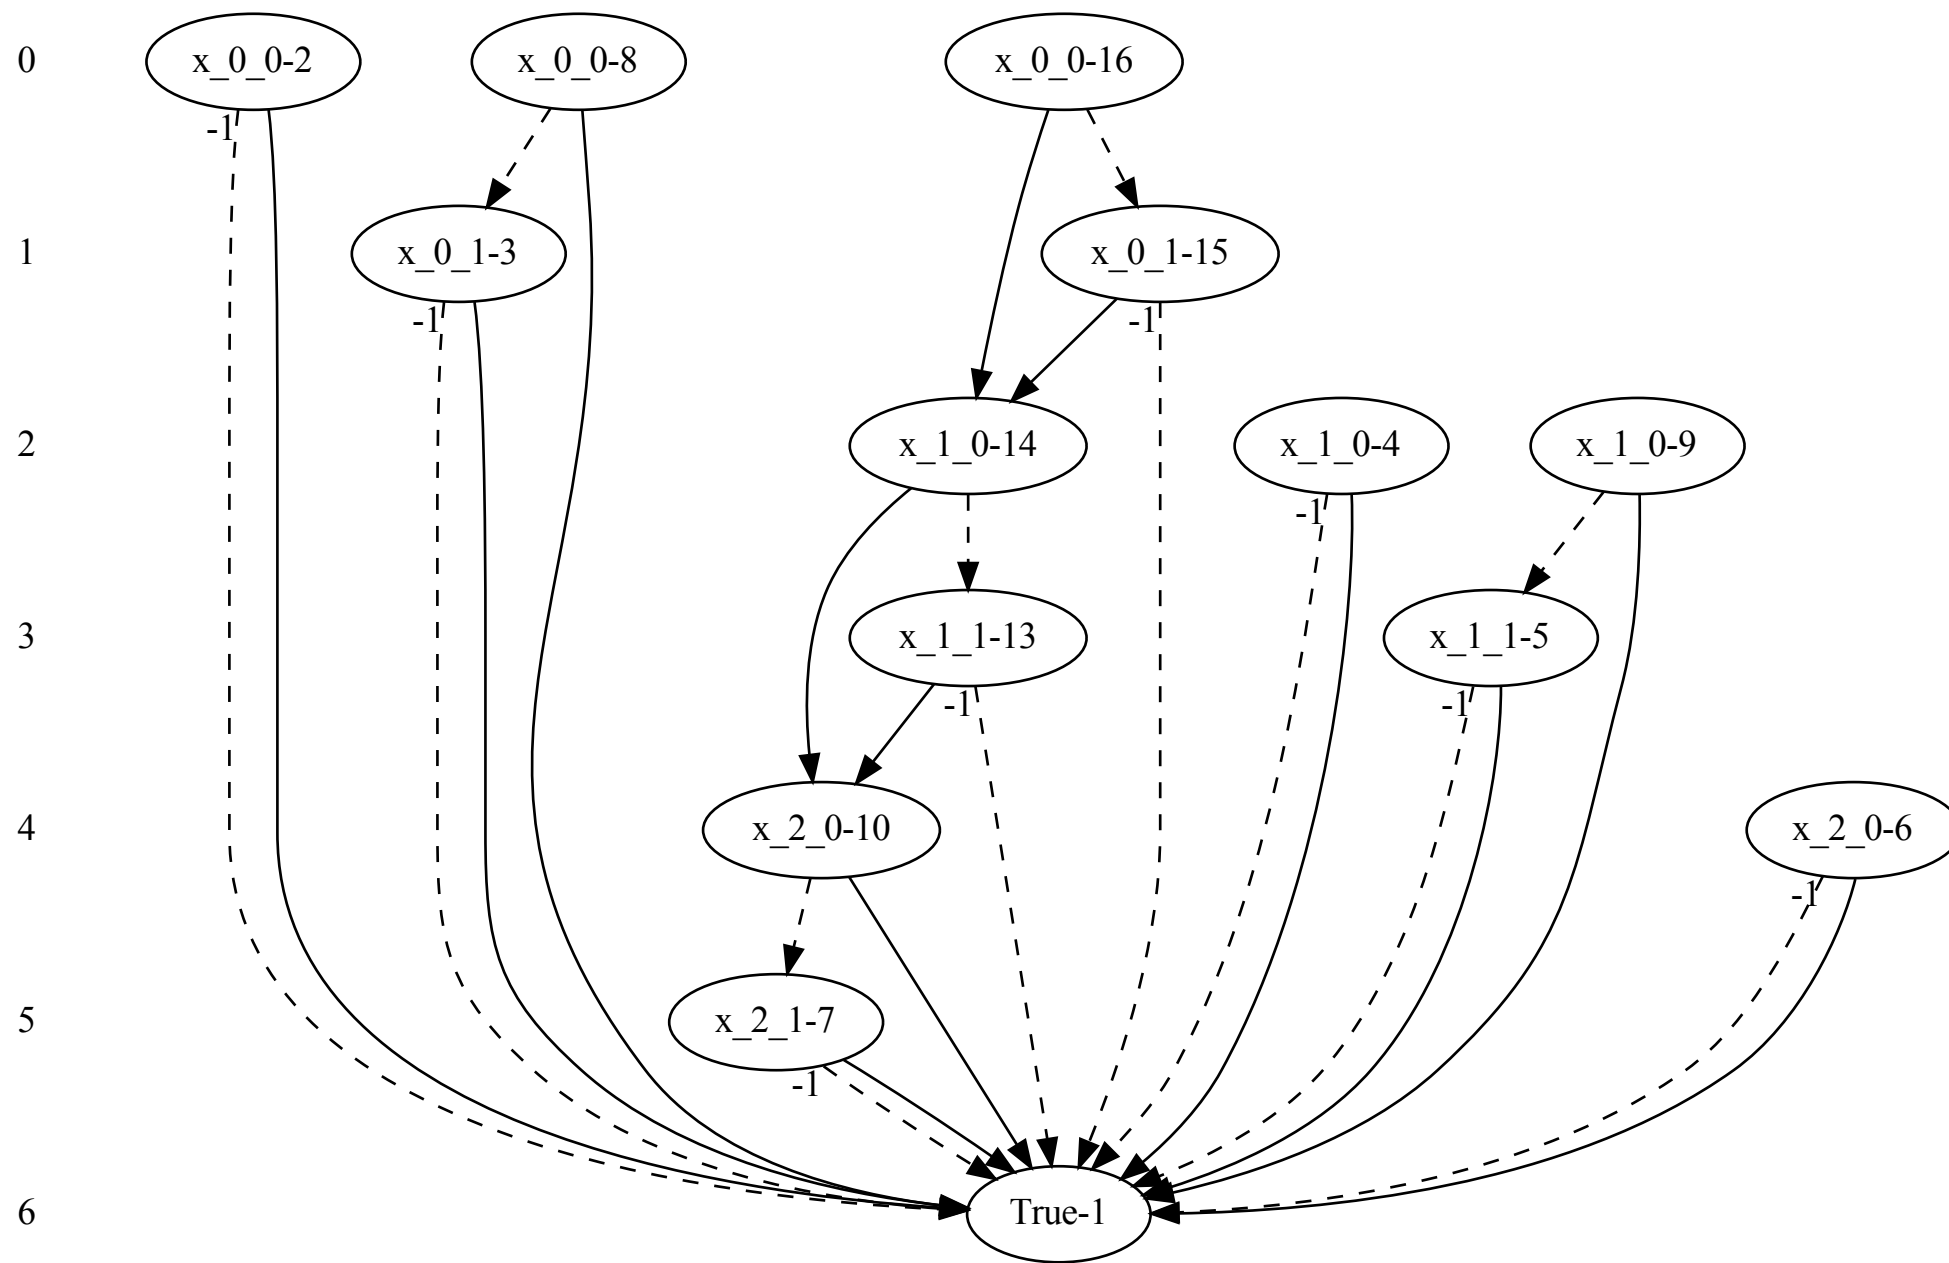 0 x_0_0-2 x_0_0-8 x_0_0-16
-1
1 x_0_1-3 x_0_1-15
-1 -1
2 x_1_0-14 x_1_0-4 x_1_0-9
-1
3 x_1_1-13 x_1_1-5
-1 -1
4 x_2_0-10 x_2_0-6
-1
5 x_2_1-7
-1
6 True-1